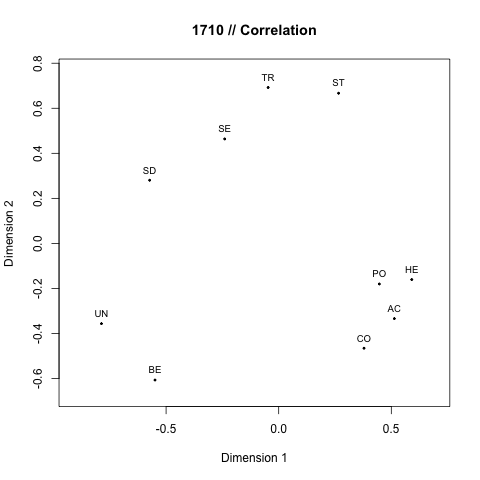 1710 // Correlation
Dimension 2
0.8
0.6
0.4
0.2
0.0
-0.2
-0.4
-0.6
TR
ST
SE
SD
PO
HE
UN
AC
CO
BE
-0.5
0.0
0.5
Dimension 1